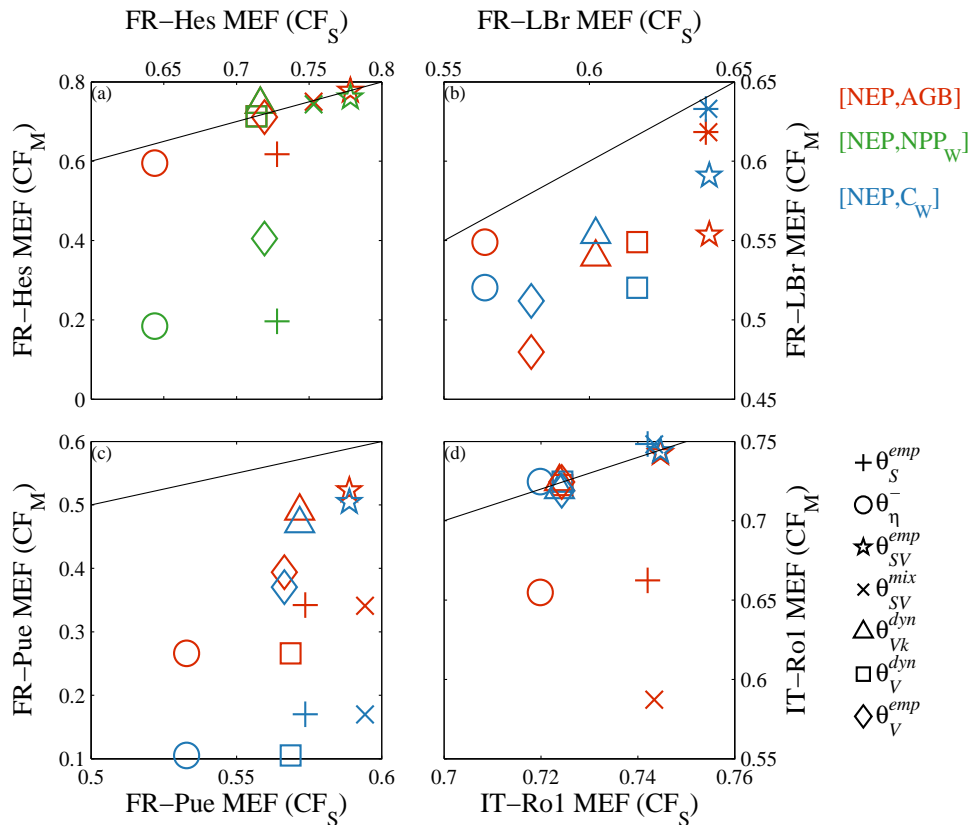 FR−Hes MEF (CF_S)
FR−LBr MEF (CF_S)
0.65 0.7 0.75 0.8
0.55 0.6 0.65
(a)
0.8
0.6
0.4
0.2
0
FR−Hes MEF (CF_M)
(b)
0.65
0.6
0.55
0.5
0.45
FR−LBr MEF (CF_M)
[NEP,AGB]
[NEP,NPP_W]
[NEP,C_W]
(c)
0.6
0.5
0.4
0.3
0.2
0.1
FR−Pue MEF (CF_M)
0.5 0.55 0.6
FR−Pue MEF (CF_S)
(d)
0.75
0.7
0.65
0.6
0.55
IT−Ro1 MEF (CF_M)
0.7 0.72 0.74 0.76
IT−Ro1 MEF (CF_S)
θ_S^emp
θ_η^−
θ_SV^emp
θ_SV^mix
θ_Vk^dyn
θ_V^dyn
θ_V^emp